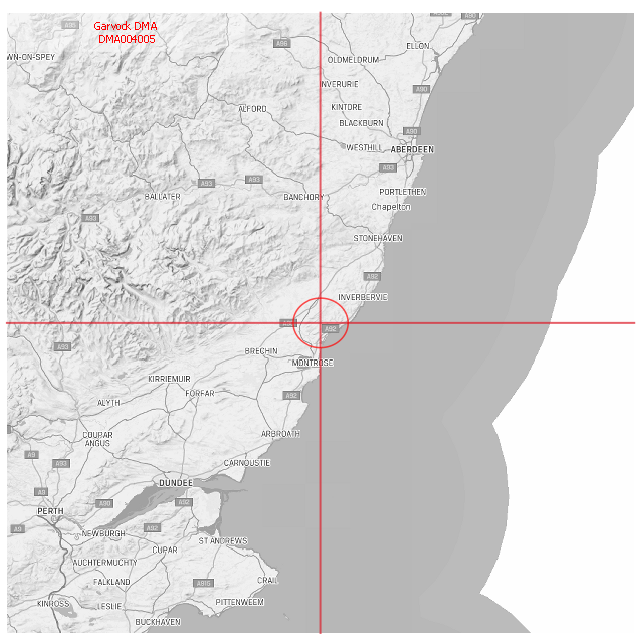 Garvock DMA
DMA004005
A95
A96
ELLON
WN-ON-SPEY
OLDMELDRUM
INVERURIE
A90
KINTORE
ALFORD
BLACKBURN
A90
WESTHILL
ABERDEEN
A93
A93
A93
BALLATER
BANCHORY
PORTLETHEN
Chapelton
A93
STONEHAVEN
A92
INVERBERVIE
A92
A93
BRECHIN
MONTROSE
KIRRIEMUIR
FORFAR
A92
ALYTH
COUPAR
ANGUS
ARBROATH
A9
A93
CARNOUSTIE
DUNDEE
A9
A90
A92
PERTH
A9
A92
NEWBURGH
ST ANDREWS
CUPAR
AUCHTERMUCHTY
FALKLAND
A915
CRAIL
KINROSS
LESLIE
PITTENWEEM
BUCKHAVEN